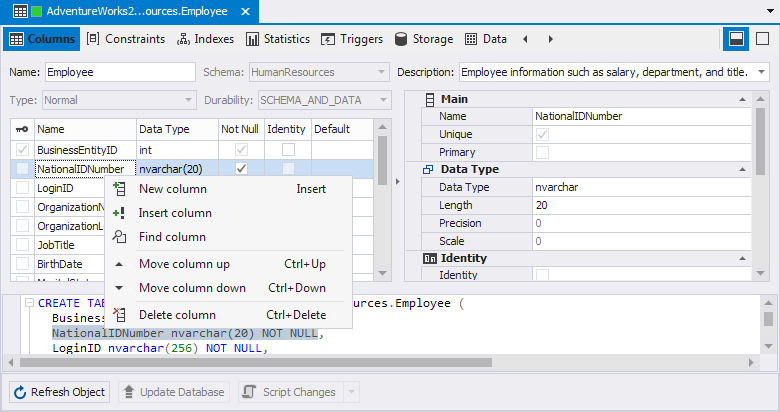 AdventureWorks2...ources.Employee
Columns Constraints Indexes Statistics Triggers Storage Data
Name: Employee Schema: HumanResources Description: Employee information such as salary, department, and title.
Type: Normal Durability: SCHEMA_AND_DATA
Name Data Type Not Null Identity Default
BusinessEntityID int
NationalIDNumber nvarchar(20)
LoginID
OrganizationN
OrganizationL
JobTitle
BirthDate
New column Insert
Insert column
Find column
Move column up Ctrl+Up
Move column down Ctrl+Down
Delete column Ctrl+Delete
Main
Name NationalIDNumber
Unique
Primary
Data Type
Data Type nvarchar
Length 20
Precision 0
Scale 0
Identity
Identity
CREATE TAB ources.Employee (
Busines
NationalIDNumber nvarchar(20) NOT NULL,
LoginID nvarchar(256) NOT NULL,
Refresh Object Update Database Script Changes